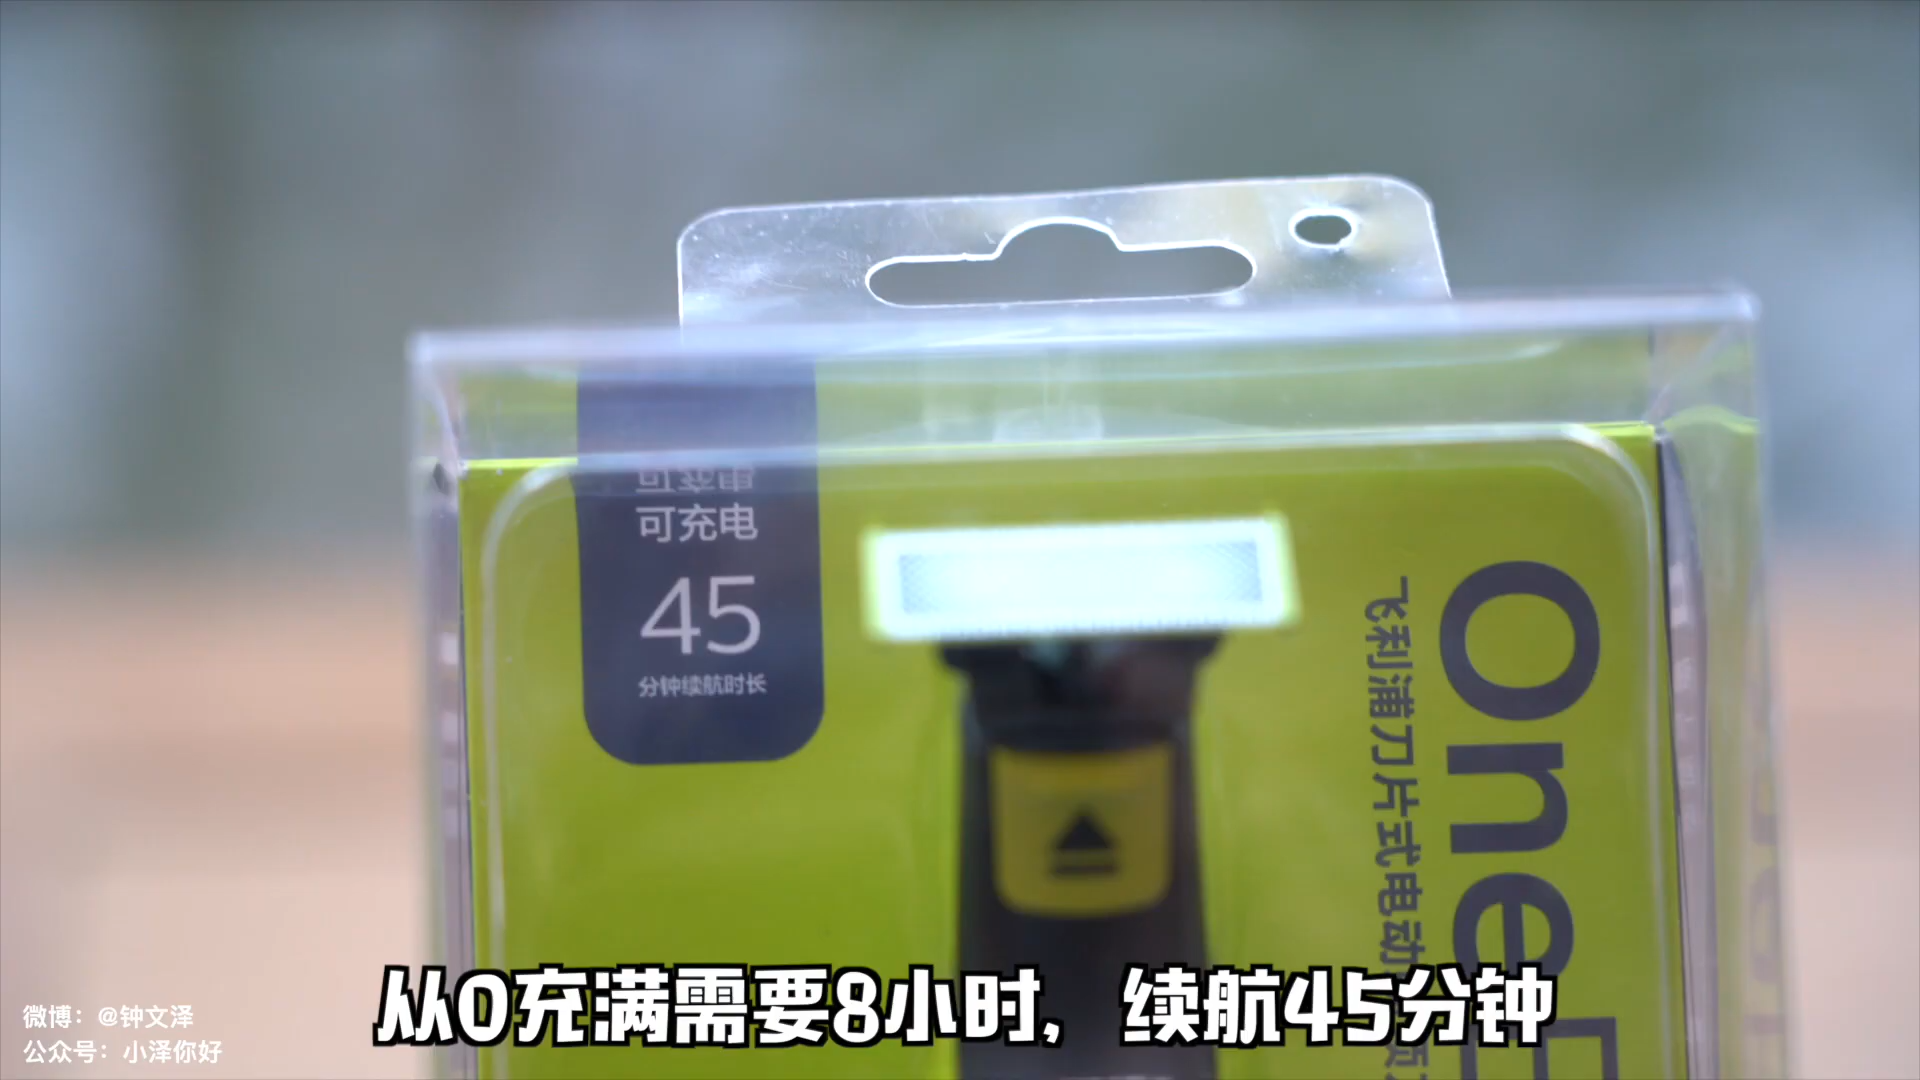 可充电
45
分钟续航时长
飞利浦刀片式电动
one
从0充满需要8小时，续航45分钟
微博：@钟文泽
公众号：小泽你好